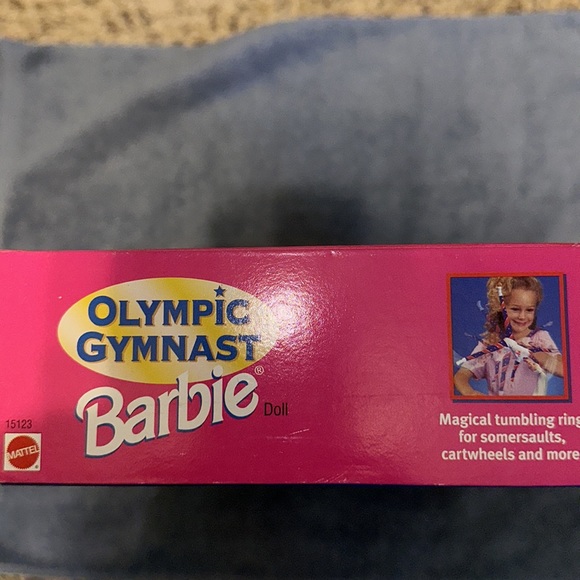 OLYMPIC
GYMNAST
Barbie® Doll
15123
MATTEL
Magical tumbling ring
for somersaults,
cartwheels and more